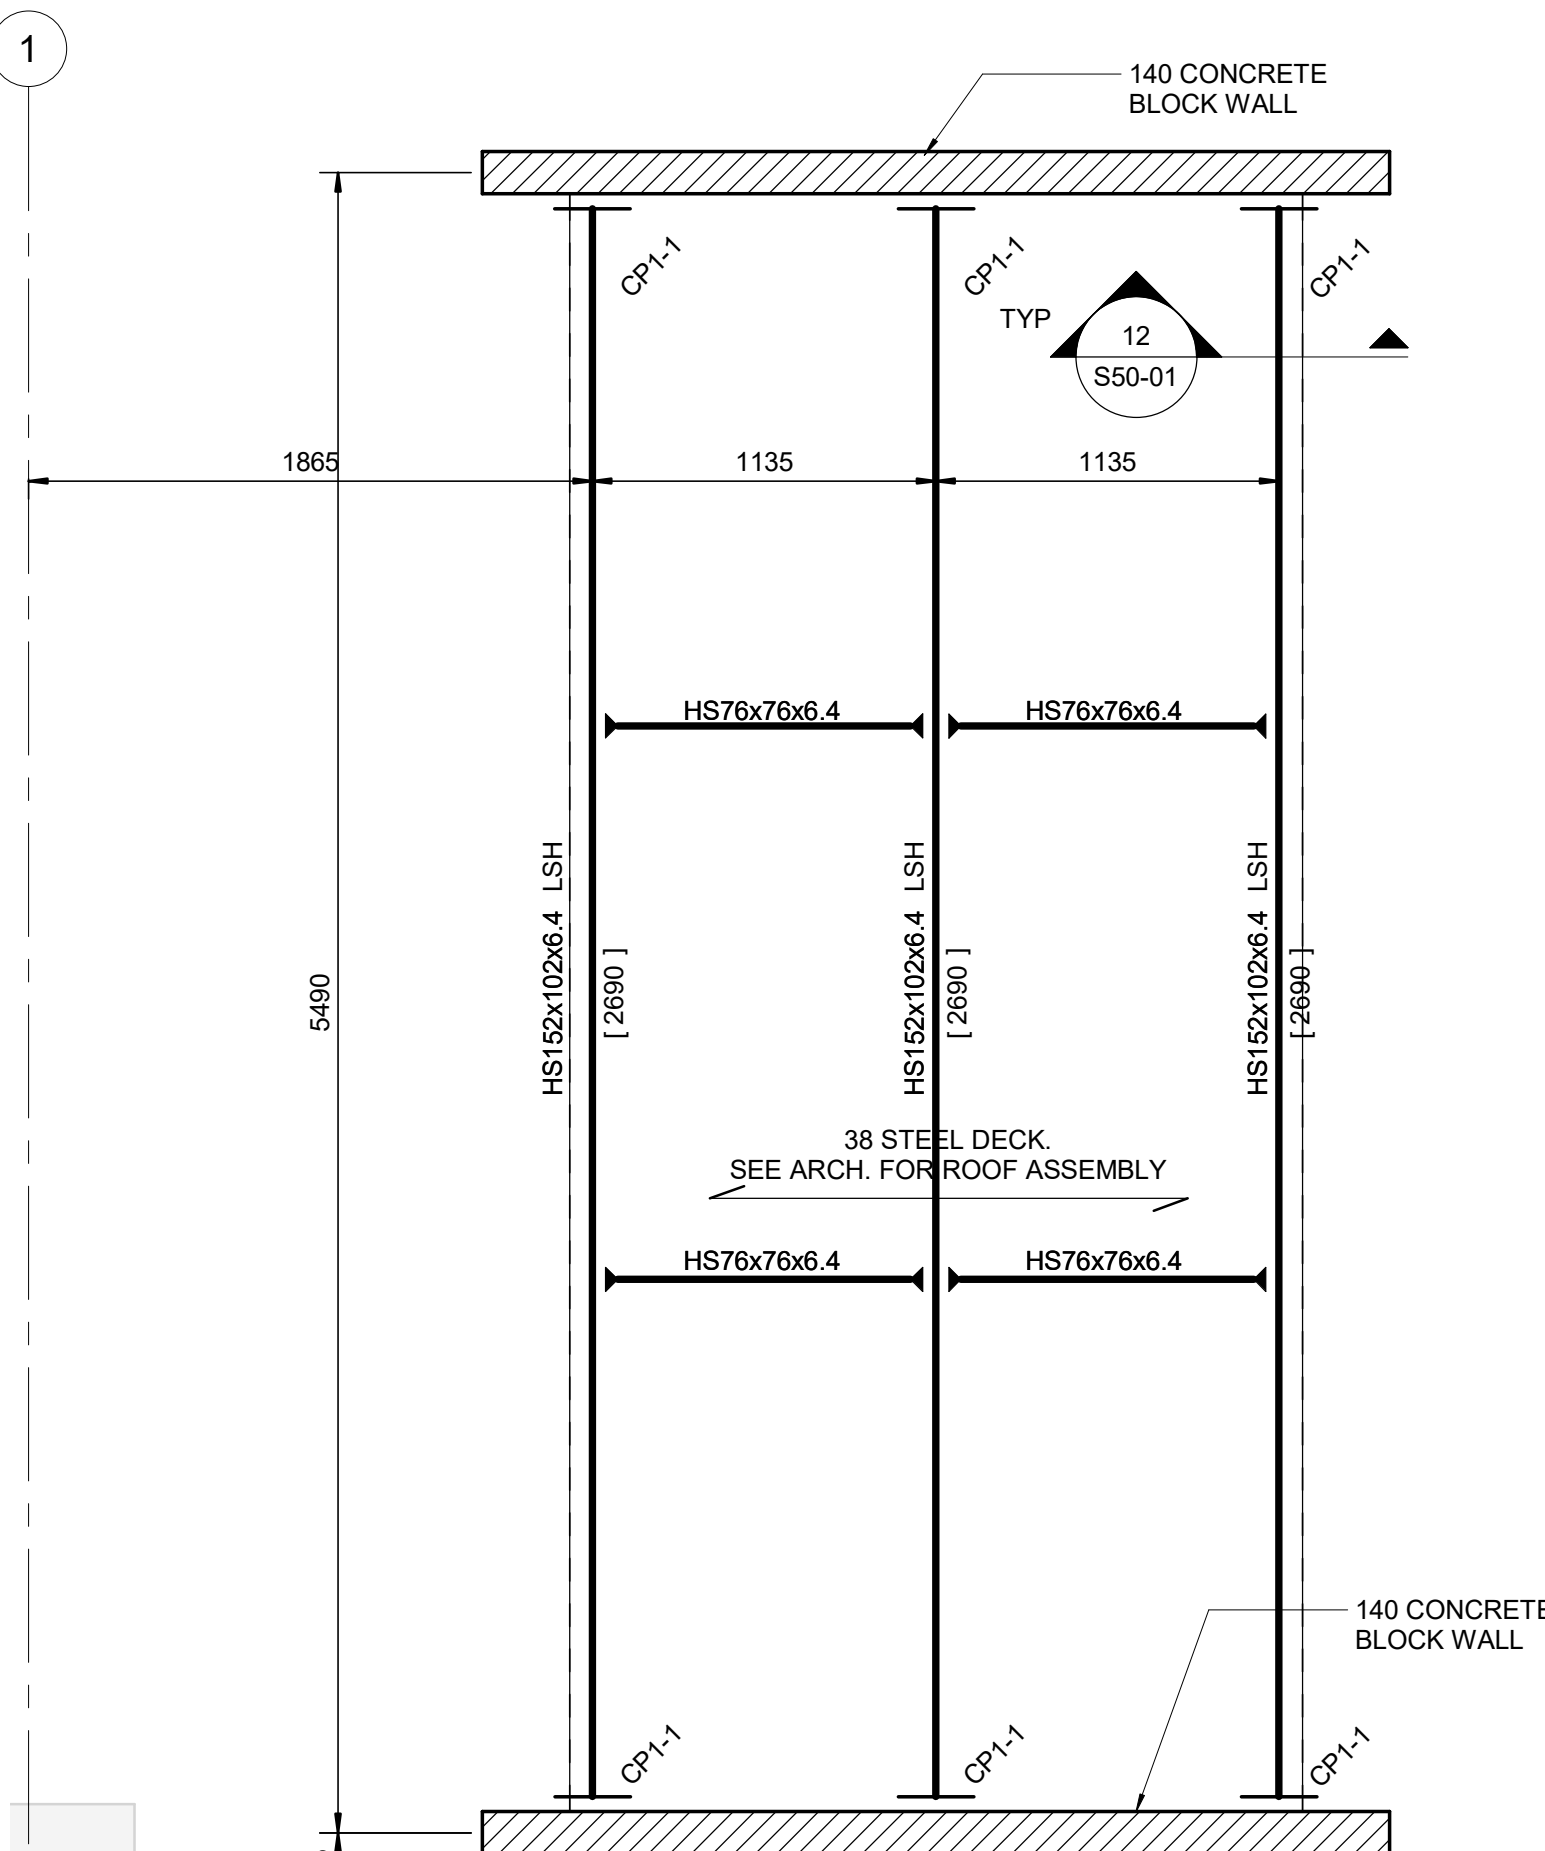 1
140 CONCRETE
BLOCK WALL
CP1-1
CP1-1
CP1-1
TYP
12
S50-01
1865
1135
1135
HS76x76x6.4
HS76x76x6.4
HS152x102x6.4 LSH
[ 2690 ]
HS152x102x6.4 LSH
[ 2690 ]
HS152x102x6.4 LSH
[ 2690 ]
5490
38 STEEL DECK.
SEE ARCH. FOR ROOF ASSEMBLY
HS76x76x6.4
HS76x76x6.4
140 CONCRETE
BLOCK WALL
CP1-1
CP1-1
CP1-1